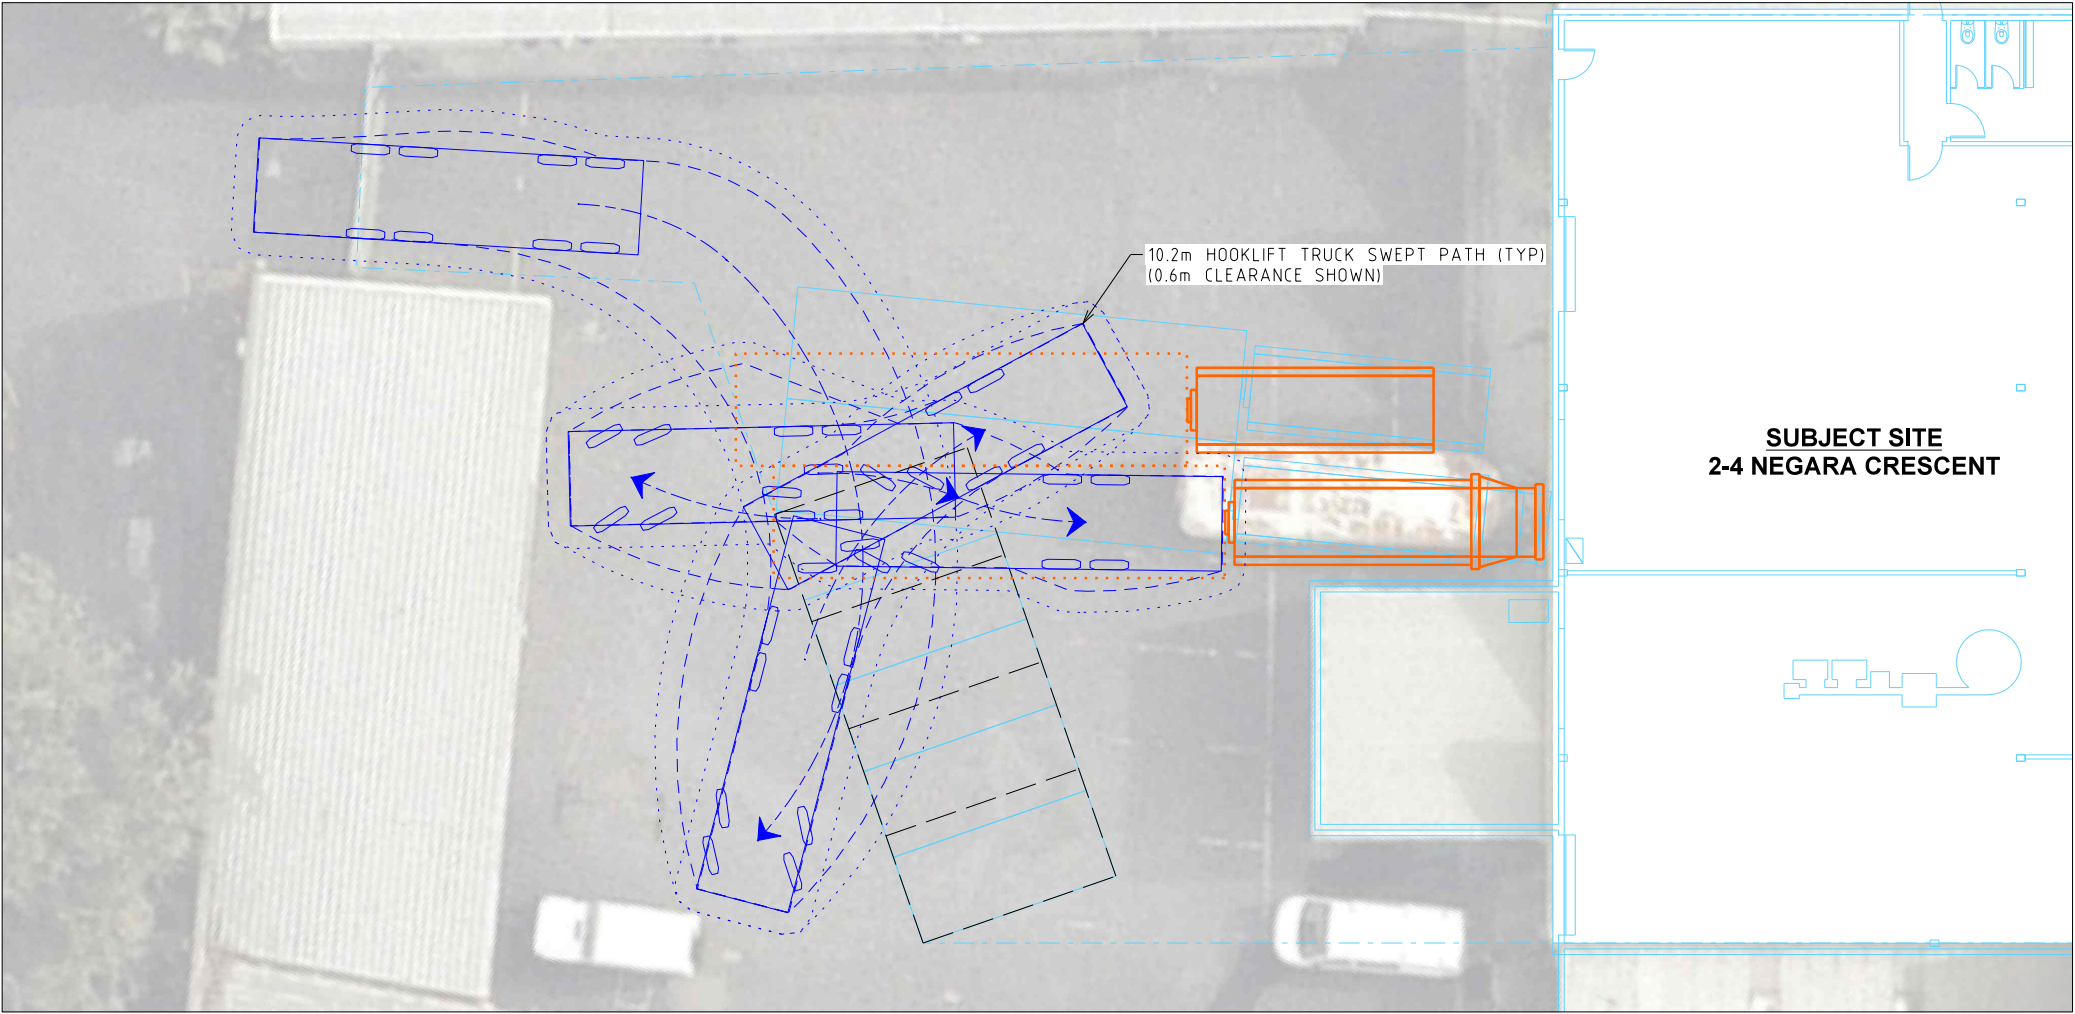 10.2m HOOKLIFT TRUCK SWEPT PATH (TYP)
(0.6m CLEARANCE SHOWN)
SUBJECT SITE
2-4 NEGARA CRESCENT